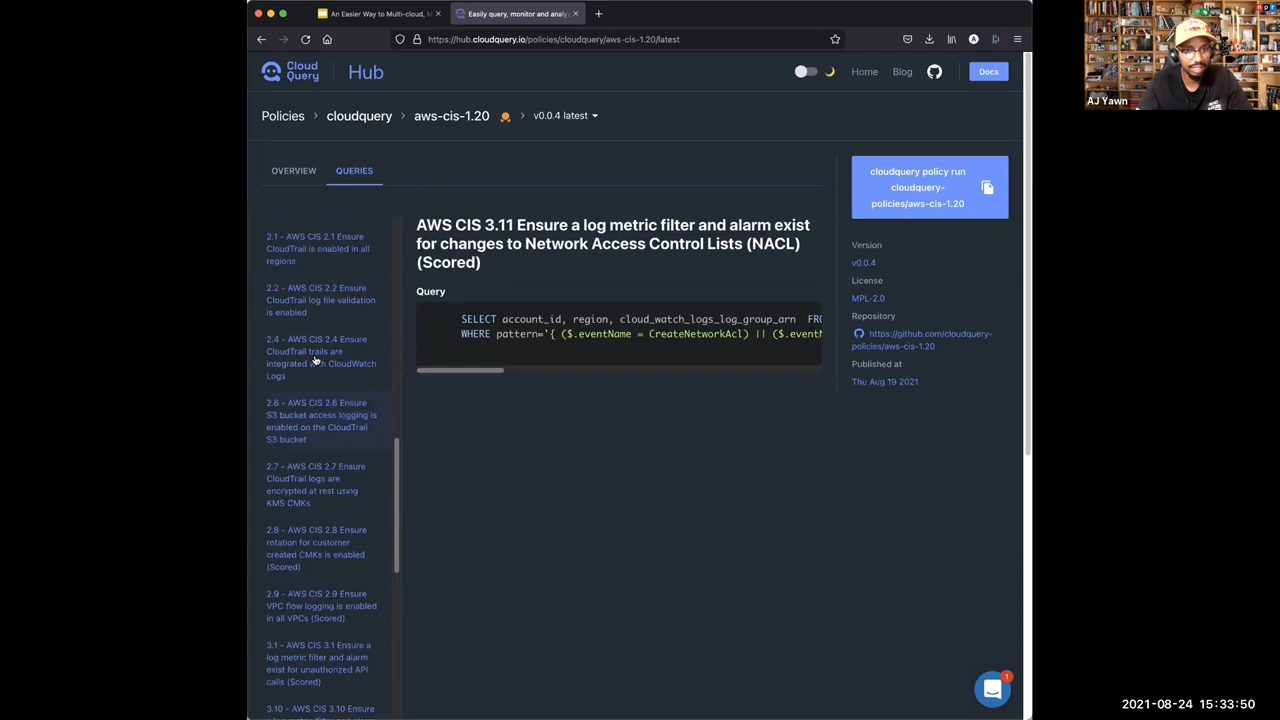 An Easier Way to Multi-cloud,
Easily query, monitor and analy
https://hub.cloudquery.io/policies/cloudquery/aws-cis-1.20/latest
Cloud
Query
Hub
Home
Blog
Docs
Policies
cloudquery
aws-cis-1.20
v0.0.4 latest
OVERVIEW
QUERIES
2.1 - AWS CIS 2.1 Ensure
CloudTrail is enabled in all
regions
2.2 - AWS CIS 2.2 Ensure
CloudTrail log file validation
is enabled
2.4 - AWS CIS 2.4 Ensure
CloudTrail trails are
integrated with CloudWatch
Logs
2.6 - AWS CIS 2.6 Ensure
S3 bucket access logging is
enabled on the CloudTrail
S3 bucket
2.7 - AWS CIS 2.7 Ensure
CloudTrail logs are
encrypted at rest using
KMS CMKs
2.8 - AWS CIS 2.8 Ensure
rotation for customer
created CMKs is enabled
(Scored)
2.9 - AWS CIS 2.9 Ensure
VPC flow logging is enabled
in all VPCs (Scored)
3.1 - AWS CIS 3.1 Ensure a
log metric filter and alarm
exist for unauthorized API
calls (Scored)
3.10 - AWS CIS 3.10 Ensure
AWS CIS 3.11 Ensure a log metric filter and alarm exist
for changes to Network Access Control Lists (NACL)
(Scored)
Query
SELECT account_id, region, cloud_watch_logs_log_group_arn FRO
WHERE pattern='{ ($.eventName = CreateNetworkAcl) || ($.eventN
cloudquery policy run
cloudquery-
policies/aws-cis-1.20
Version
v0.0.4
License
MPL-2.0
Repository
https://github.com/cloudquery-
policies/aws-cis-1.20
Published at
Thu Aug 19 2021
1
AJ Yawn
npr
2021-08-24 15:33:50